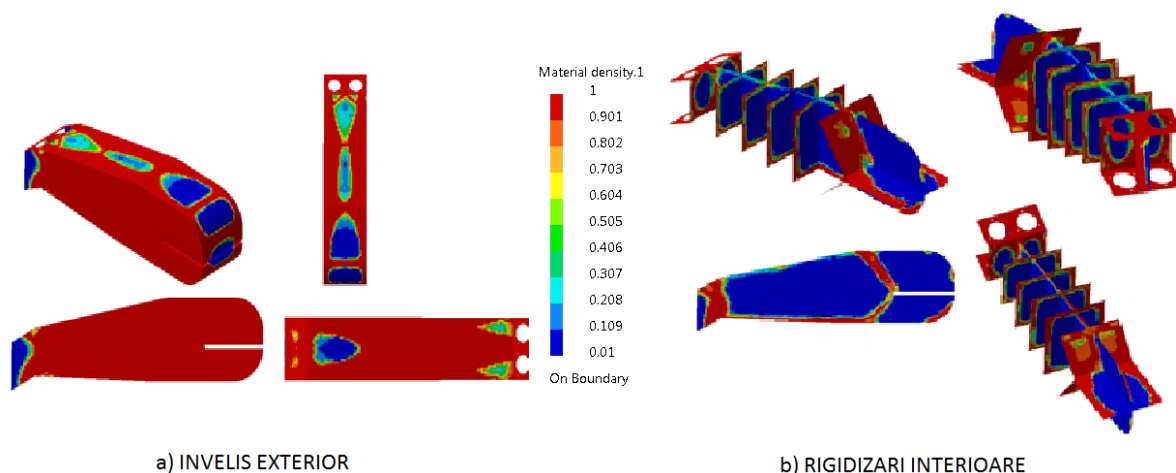 Material density.1
1
0.901
0.802
0.703
0.604
0.505
0.406
0.307
0.208
0.109
0.01
On Boundary
a) INVELIS EXTERIOR
b) RIGIDIZARI INTERIOARE